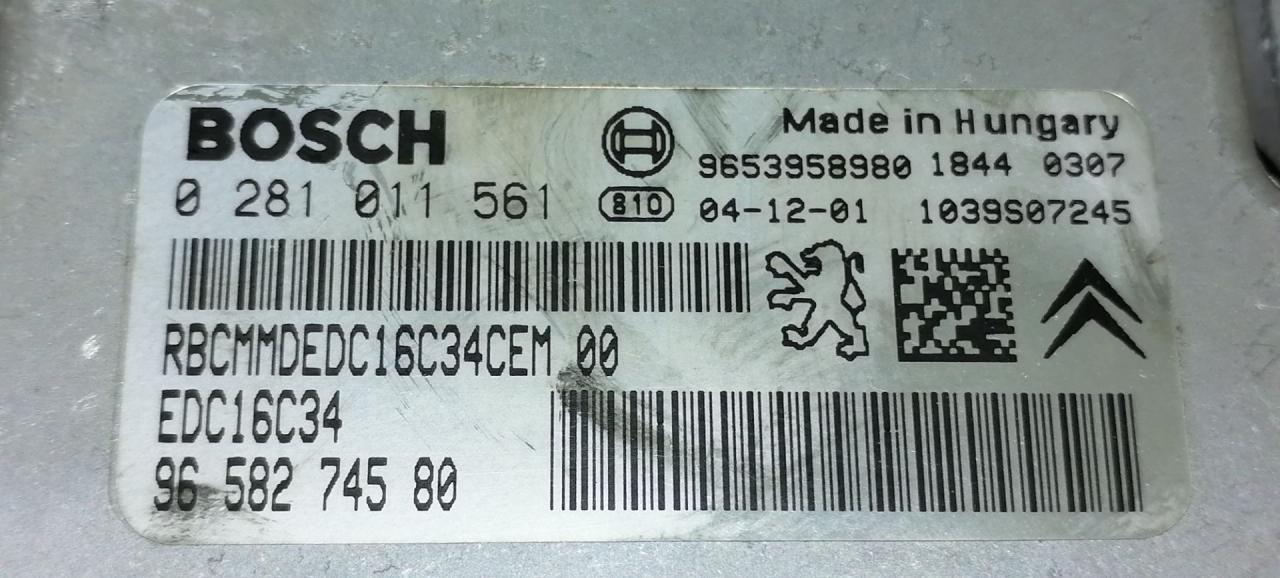 BOSCH
Made in Hungary
9653958980 1844 0307
0 281 011 561
810
04-12-01 1039S07245
RBCMMDEDC16C34CEM 00
EDC16C34
96 582 745 80